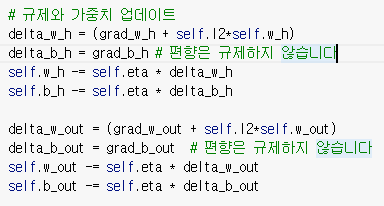 # 규제와 가중치 업데이트
delta_w_h = (grad_w_h + self.l2*self.w_h)
delta_b_h = grad_b_h # 편향은 규제하지 않습니다
self.w_h -= self.eta * delta_w_h
self.b_h -= self.eta * delta_b_h
delta_w_out = (grad_w_out + self.l2*self.w_out)
delta_b_out = grad_b_out  # 편향은 규제하지 않습니다
self.w_out -= self.eta * delta_w_out
self.b_out -= self.eta * delta_b_out